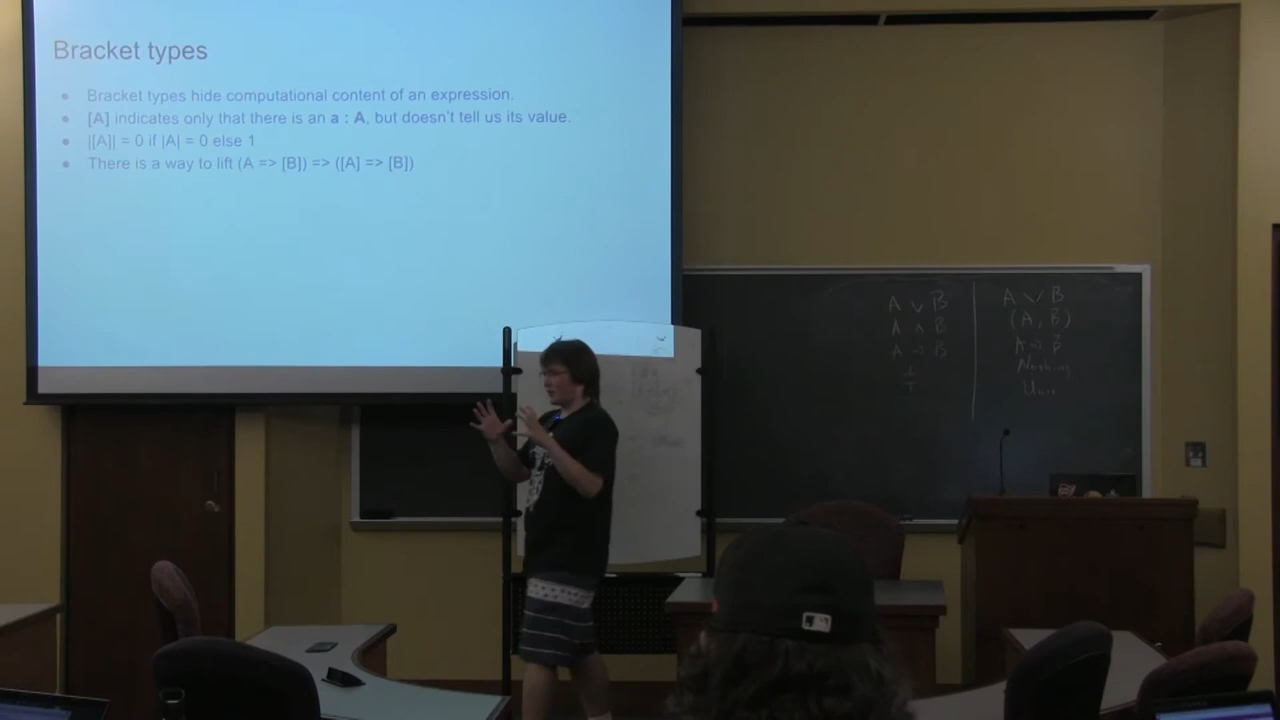 Bracket types
• Bracket types hide computational content of an expression.
• [A] indicates only that there is an a : A, but doesn't tell us its value.
• |[A]| = 0 if |A| = 0 else 1
• There is a way to lift (A => [B]) => ([A] => [B])
A ∨ B
A ∧ B
A → B
⊥
⊤
A \/ B
(A, B)
A => B
Nothing
Unit